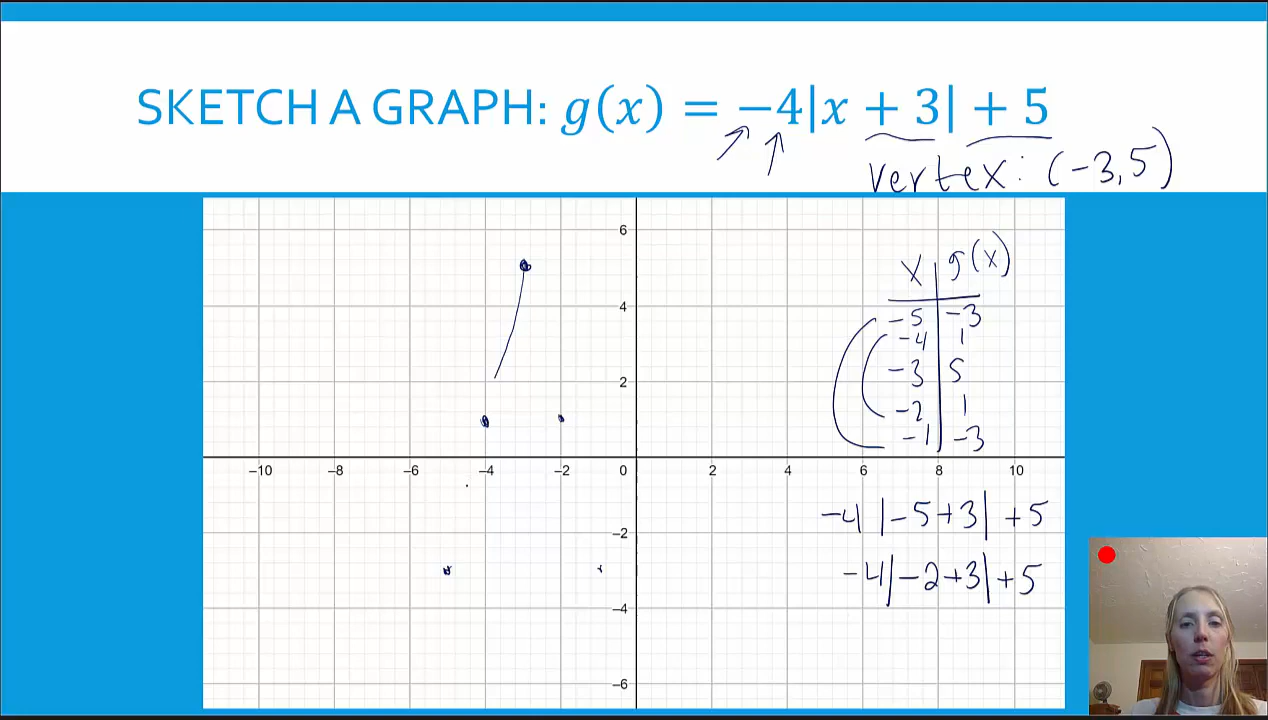 SKETCH A GRAPH: g(x) = −4|x + 3| + 5
vertex: (-3,5)
6
4
2
−10 −8 −6 −4 −2 0 2 4 6 8 10
−2
−4
−6
x | g(x)
-5 | -3
-4 | 1
-3 | 5
-2 | 1
-1 | -3
-4 |-5+3| +5
-4|-2+3|+5